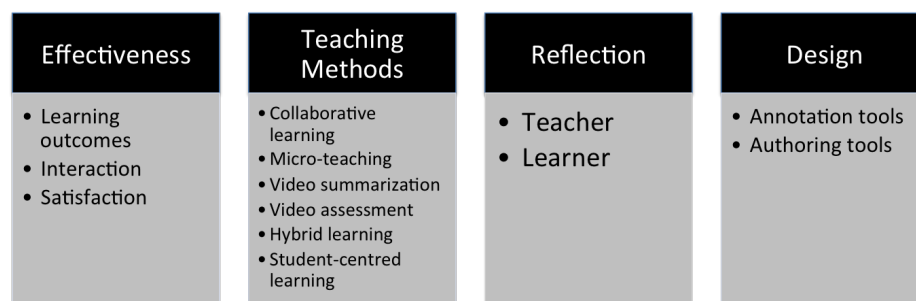 Effectiveness
• Learning
outcomes
• Interaction
• Satisfaction
Teaching
Methods
• Collaborative
learning
• Micro-teaching
• Video summarization
• Video assessment
• Hybrid learning
• Student-centred
learning
Reflection
• Teacher
• Learner
Design
• Annotation tools
• Authoring tools